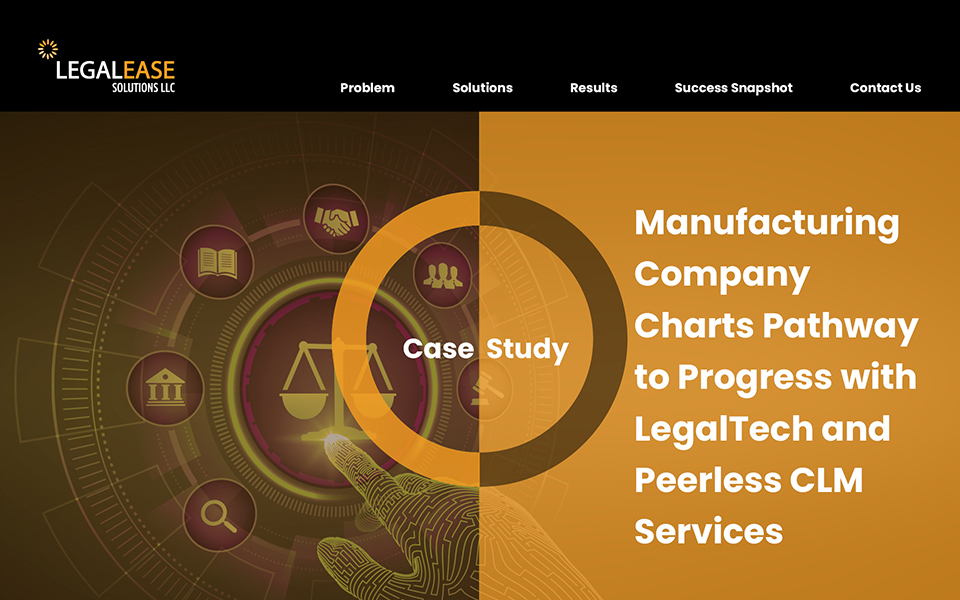 LEGALEASE
SOLUTIONS LLC
Problem
Solutions
Results
Success Snapshot
Contact Us
Case Study
Manufacturing
Company
Charts Pathway
to Progress with
LegalTech and
Peerless CLM
Services